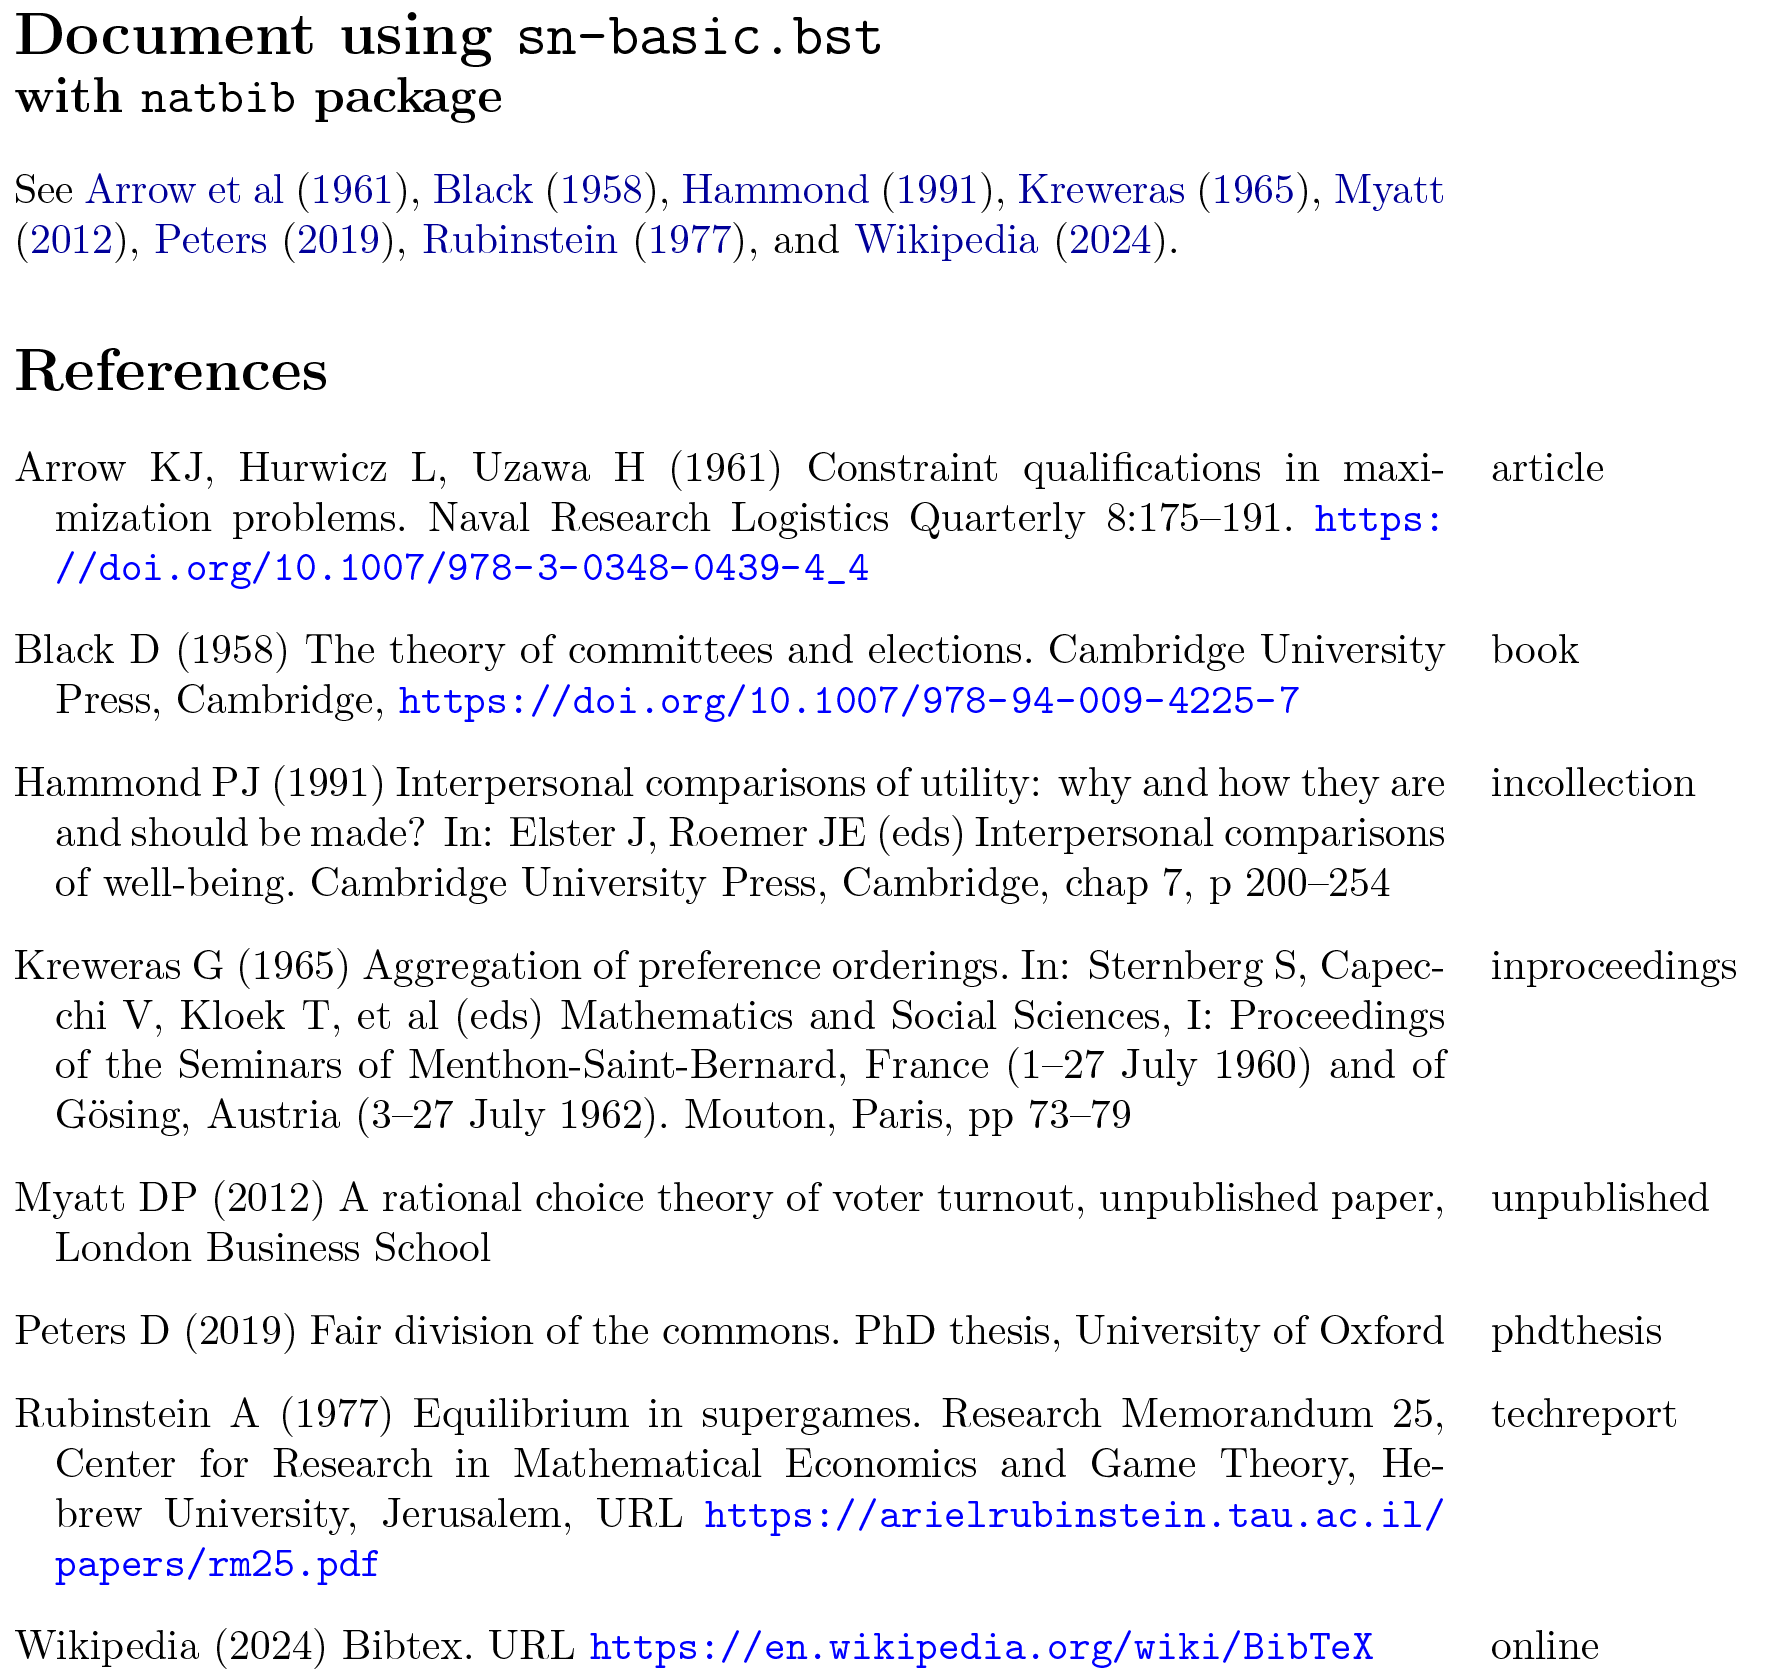 Document using sn-basic.bst
with natbib package
See Arrow et al (1961), Black (1958), Hammond (1991), Kreweras (1965), Myatt
(2012), Peters (2019), Rubinstein (1977), and Wikipedia (2024).
References
Arrow KJ, Hurwicz L, Uzawa H (1961) Constraint qualifications in maxi- article
mization problems. Naval Research Logistics Quarterly 8:175–191. https:
//doi.org/10.1007/978-3-0348-0439-4_4
Black D (1958) The theory of committees and elections. Cambridge University book
Press, Cambridge, https://doi.org/10.1007/978-94-009-4225-7
Hammond PJ (1991) Interpersonal comparisons of utility: why and how they are incollection
and should be made? In: Elster J, Roemer JE (eds) Interpersonal comparisons
of well-being. Cambridge University Press, Cambridge, chap 7, p 200–254
Kreweras G (1965) Aggregation of preference orderings. In: Sternberg S, Capec- inproceedings
chi V, Kloek T, et al (eds) Mathematics and Social Sciences, I: Proceedings
of the Seminars of Menthon-Saint-Bernard, France (1–27 July 1960) and of
Gösing, Austria (3–27 July 1962). Mouton, Paris, pp 73–79
Myatt DP (2012) A rational choice theory of voter turnout, unpublished paper, unpublished
London Business School
Peters D (2019) Fair division of the commons. PhD thesis, University of Oxford phdthesis
Rubinstein A (1977) Equilibrium in supergames. Research Memorandum 25, techreport
Center for Research in Mathematical Economics and Game Theory, He-
brew University, Jerusalem, URL https://arielrubinstein.tau.ac.il/
papers/rm25.pdf
Wikipedia (2024) Bibtex. URL https://en.wikipedia.org/wiki/BibTeX online